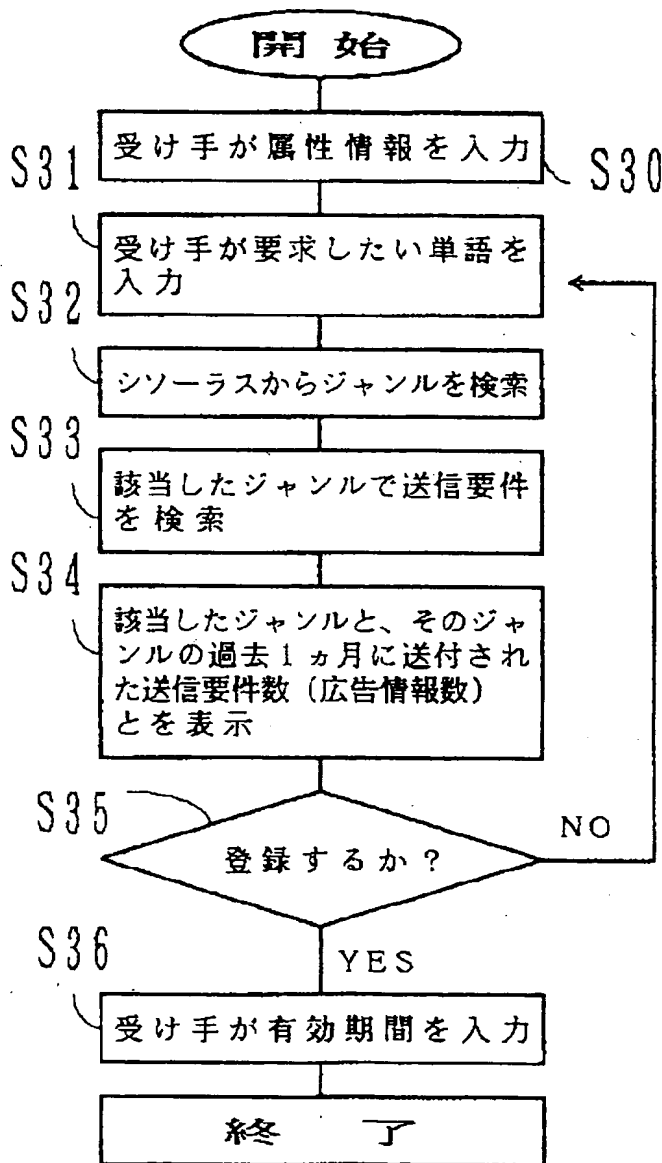 開始
受け手が属性情報を入力
S30
S31
受け手が要求したい単語を
入力
S32
シソーラスからジャンルを検索
S33
該当したジャンルで送信要件
を検索
S34
該当したジャンルと、そのジャ
ンルの過去1ヵ月に送付され
た送信要件数（広告情報数）
とを表示
S35
登録するか？
NO
YES
S36
受け手が有効期間を入力
終了